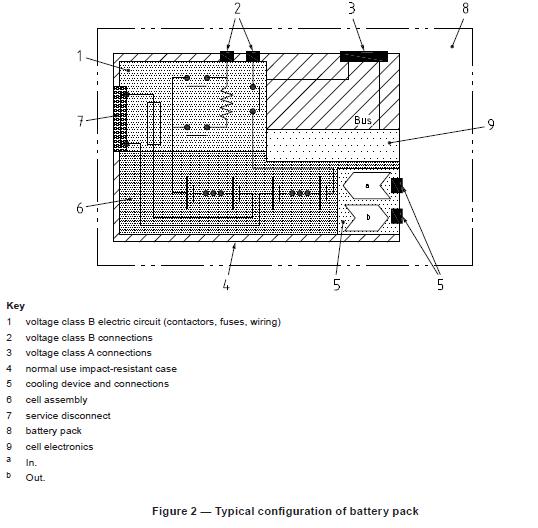 2 3 8
1
Bus
7
9
a
6
b
4 5 5
Key
1 voltage class B electric circuit (contactors, fuses, wiring)
2 voltage class B connections
3 voltage class A connections
4 normal use impact-resistant case
5 cooling device and connections
6 cell assembly
7 service disconnect
8 battery pack
9 cell electronics
a In.
b Out.
Figure 2 — Typical configuration of battery pack